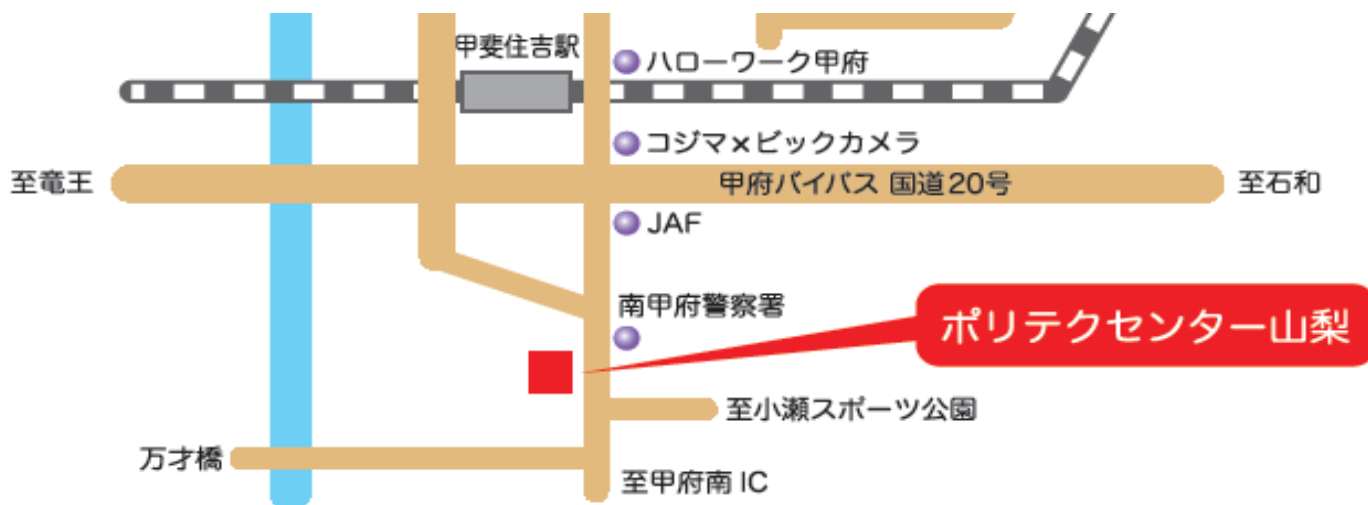 甲斐住吉駅
ハローワーク甲府
コジマ×ビックカメラ
至竜王
甲府バイパス 国道20号
至石和
JAF
南甲府警察署
ポリテクセンター山梨
至小瀬スポーツ公園
万才橋
至甲府南 IC